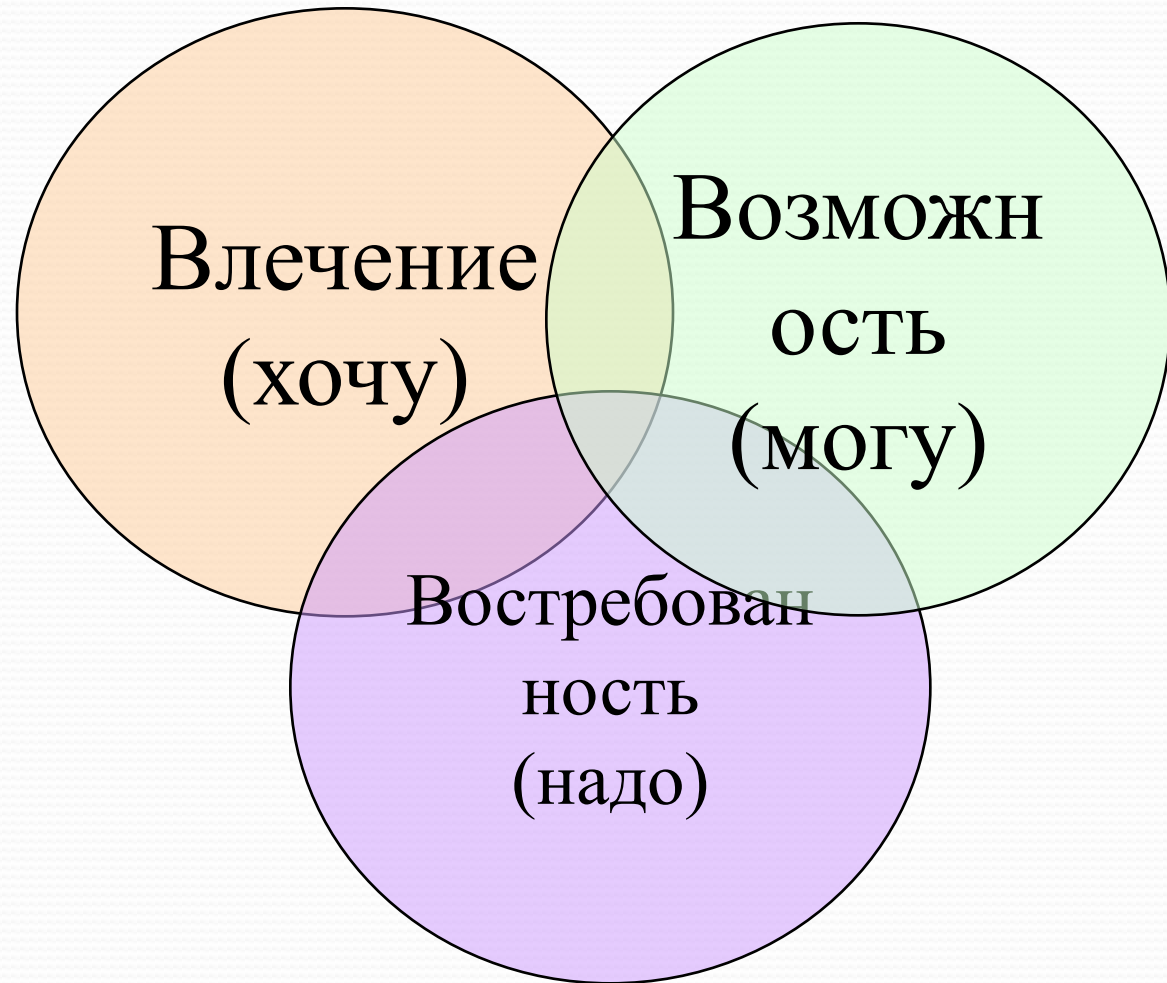 Влечение
(хочу)
Возможн
ость
(могу)
Востребован
ность
(надо)